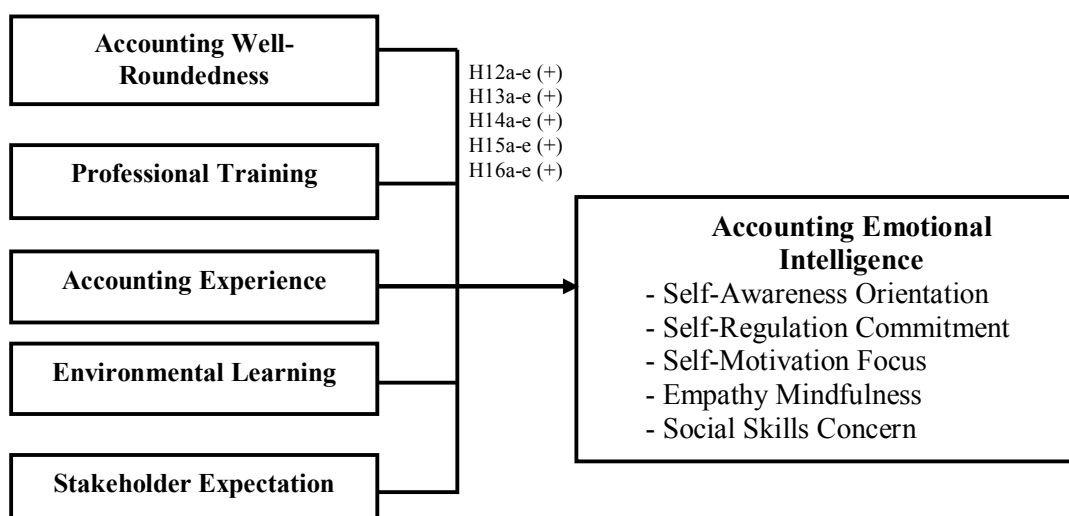 Accounting Well-
Roundedness
H12a-e (+)
H13a-e (+)
H14a-e (+)
H15a-e (+)
H16a-e (+)
Professional Training
Accounting Experience
Environmental Learning
Stakeholder Expectation
Accounting Emotional
Intelligence
- Self-Awareness Orientation
- Self-Regulation Commitment
- Self-Motivation Focus
- Empathy Mindfulness
- Social Skills Concern